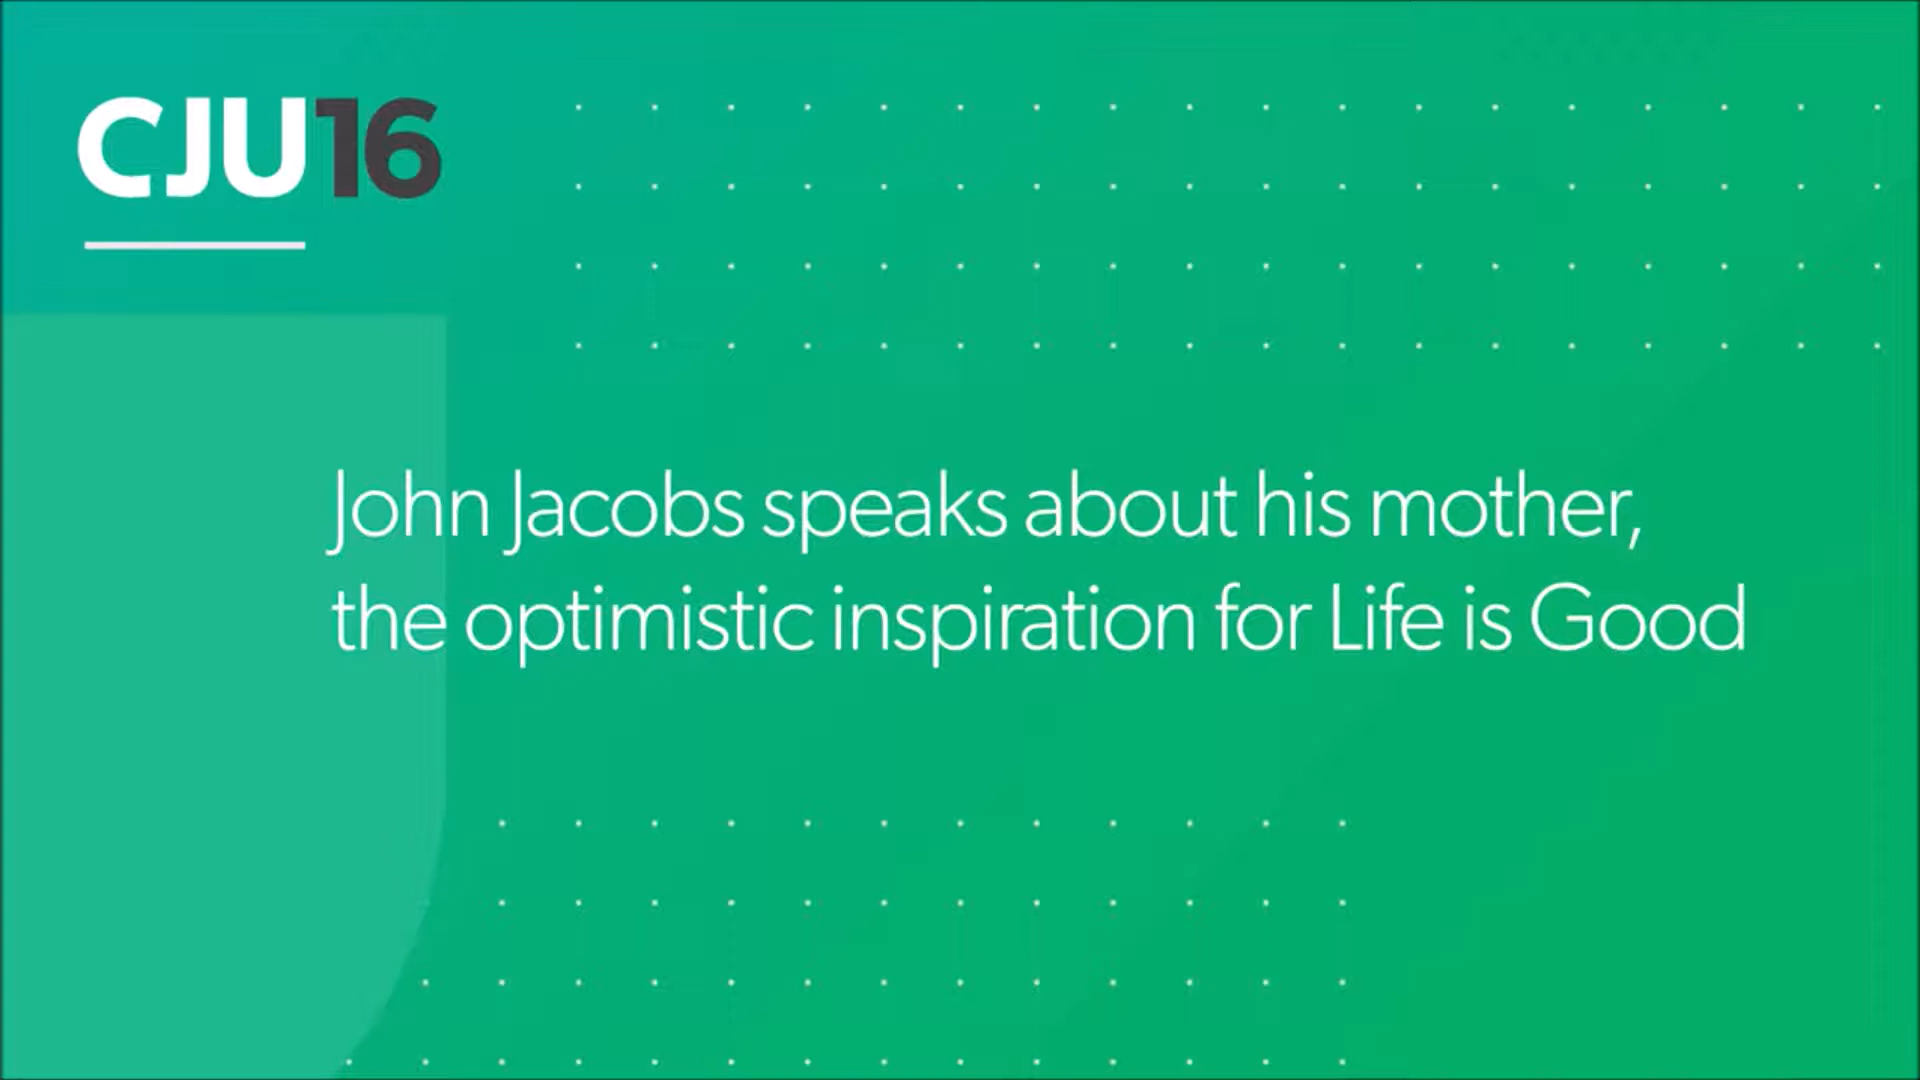 CJU16
John Jacobs speaks about his mother,
the optimistic inspiration for Life is Good